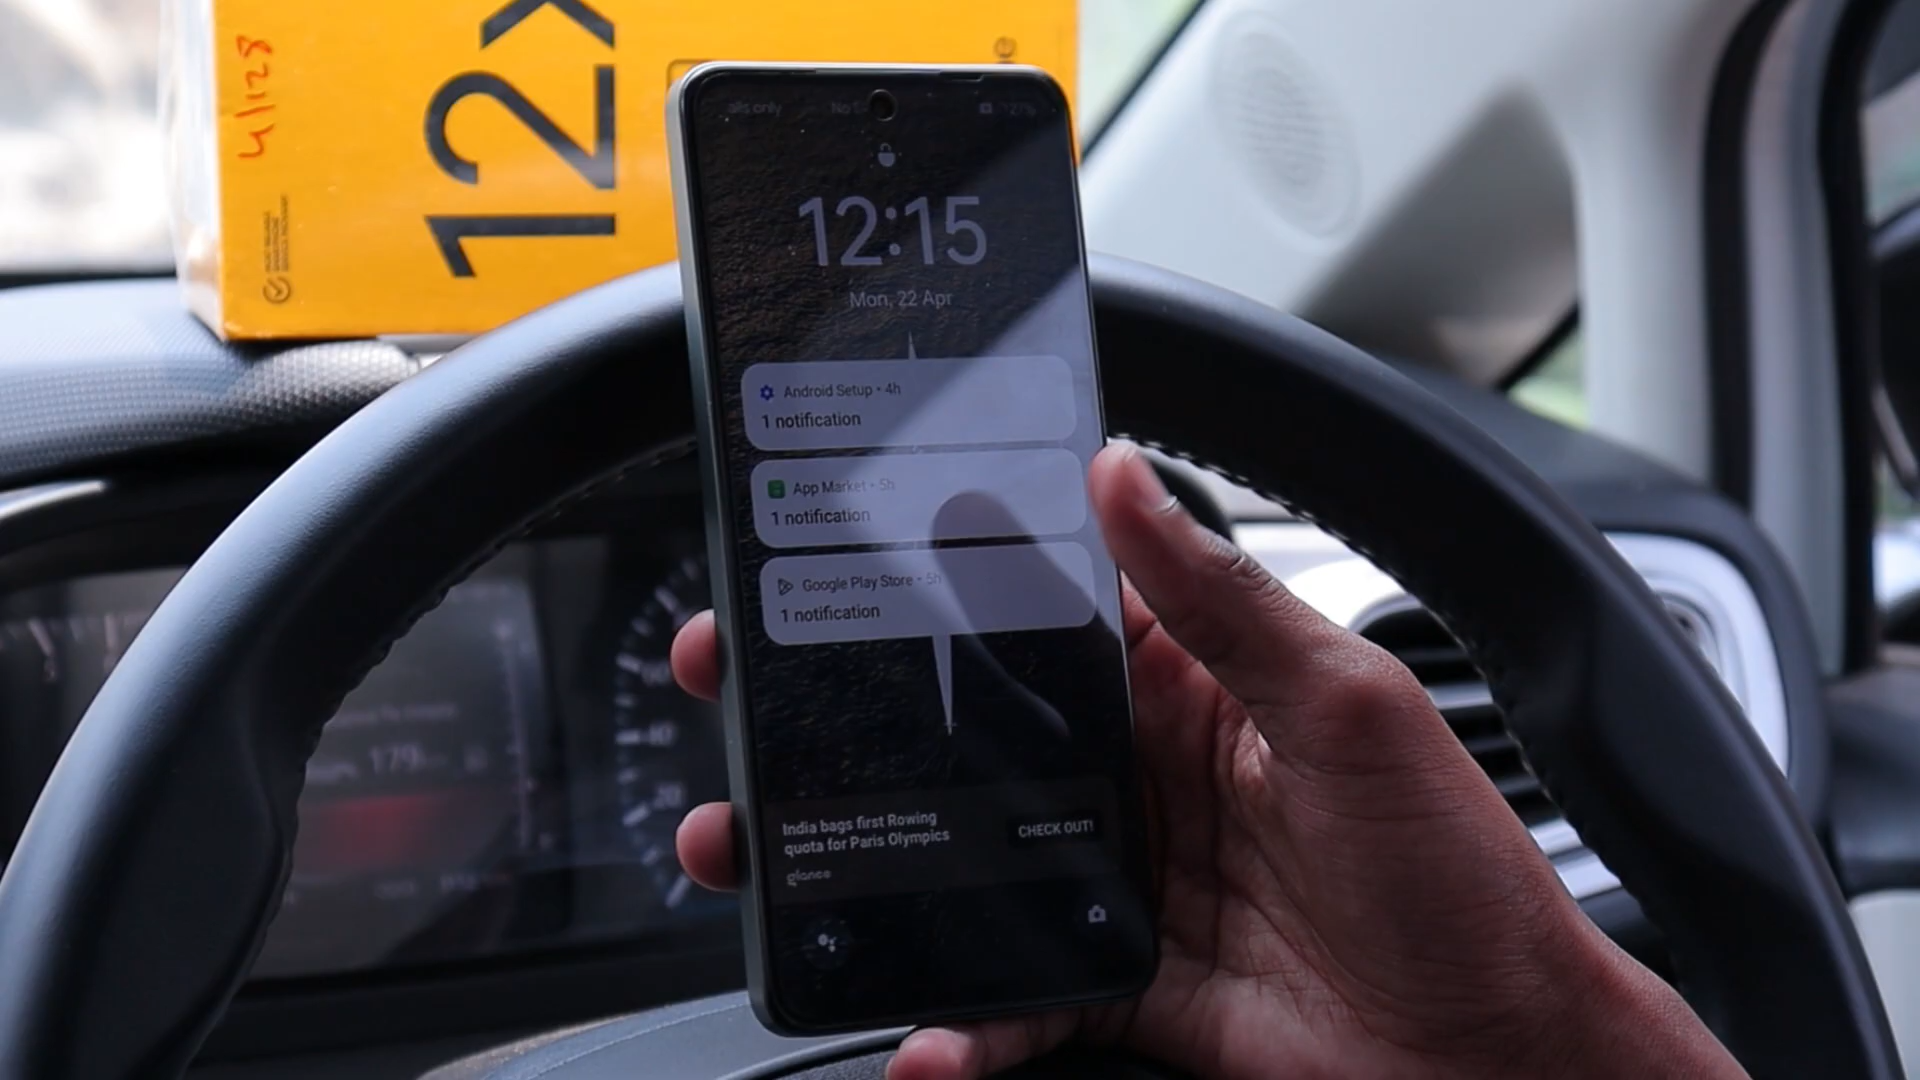 4/128
12x
12:15
Mon, 22 Apr
Android Setup • 4h
1 notification
App Market • 5h
1 notification
Google Play Store • 5h
1 notification
India bags first Rowing
quota for Paris Olympics
CHECK OUT!
glance
179